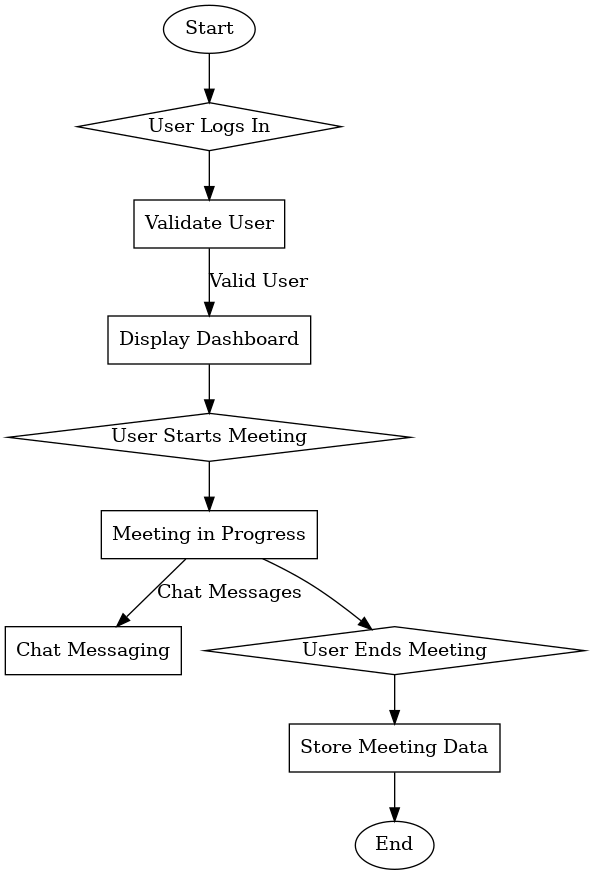 Start
User Logs In
Validate User
Valid User
Display Dashboard
User Starts Meeting
Meeting in Progress
Chat Messages
Chat Messaging
User Ends Meeting
Store Meeting Data
End